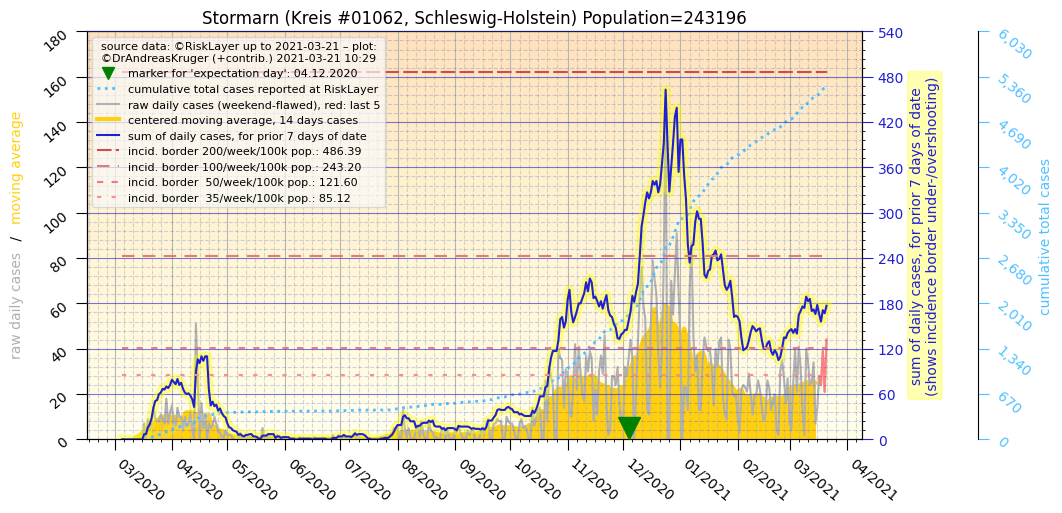 Stormarn (Kreis #01062, Schleswig-Holstein) Population=243196
source data: ©RiskLayer up to 2021-03-21 – plot:
©DrAndreasKruger (+contrib.) 2021-03-21 10:29
marker for 'expectation day': 04.12.2020
cumulative total cases reported at RiskLayer
raw daily cases (weekend-flawed), red: last 5
centered moving average, 14 days cases
sum of daily cases, for prior 7 days of date
incid. border 200/week/100k pop.: 486.39
incid. border 100/week/100k pop.: 243.20
incid. border  50/week/100k pop.: 121.60
incid. border  35/week/100k pop.: 85.12
raw daily cases  /  moving average
180
160
140
120
100
80
60
40
20
0
03/2020
04/2020
05/2020
06/2020
07/2020
08/2020
09/2020
10/2020
11/2020
12/2020
01/2021
02/2021
03/2021
04/2021
540
480
420
360
300
240
180
120
60
0
sum of daily cases, for prior 7 days of date
(shows incidence border under-/overshooting)
6,030
5,360
4,690
4,020
3,350
2,680
2,010
1,340
670
0
cumulative total cases